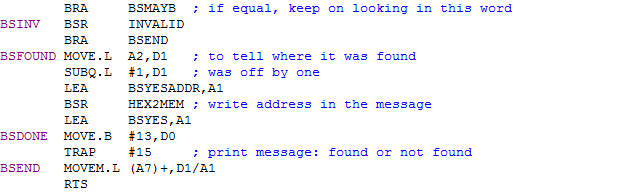 BRA BSMAYB ; if equal, keep on looking in this word
BSINV BSR INVALID
BRA BSEND
BSFOUND MOVE.L A2,D1 ; to tell where it was found
SUBQ.L #1,D1 ; was off by one
LEA BSYESADDR,A1
BSR HEX2MEM ; write address in the message
LEA BSYES,A1
BSDONE MOVE.B #13,D0
TRAP #15 ; print message: found or not found
BSEND MOVEM.L (A7)+,D1/A1
RTS